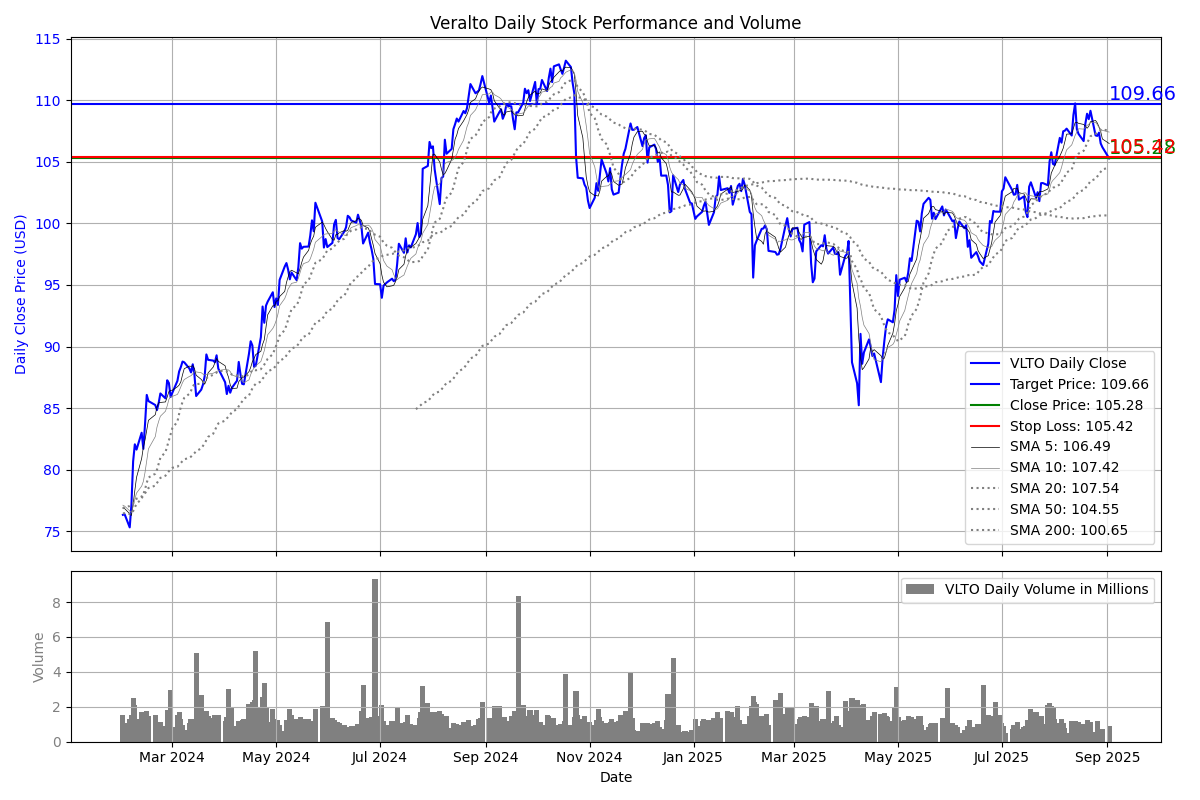 Veralto Daily Stock Performance and Volume
115
110
105
100
95
90
85
80
75
Daily Close Price (USD)
109.66
105.28
105.42
VLTO Daily Close
Target Price: 109.66
Close Price: 105.28
Stop Loss: 105.42
SMA 5: 106.49
SMA 10: 107.42
SMA 20: 107.54
SMA 50: 104.55
SMA 200: 100.65
8
6
4
2
0
Volume
VLTO Daily Volume in Millions
Mar 2024 May 2024 Jul 2024 Sep 2024 Nov 2024 Jan 2025 Mar 2025 May 2025 Jul 2025 Sep 2025
Date